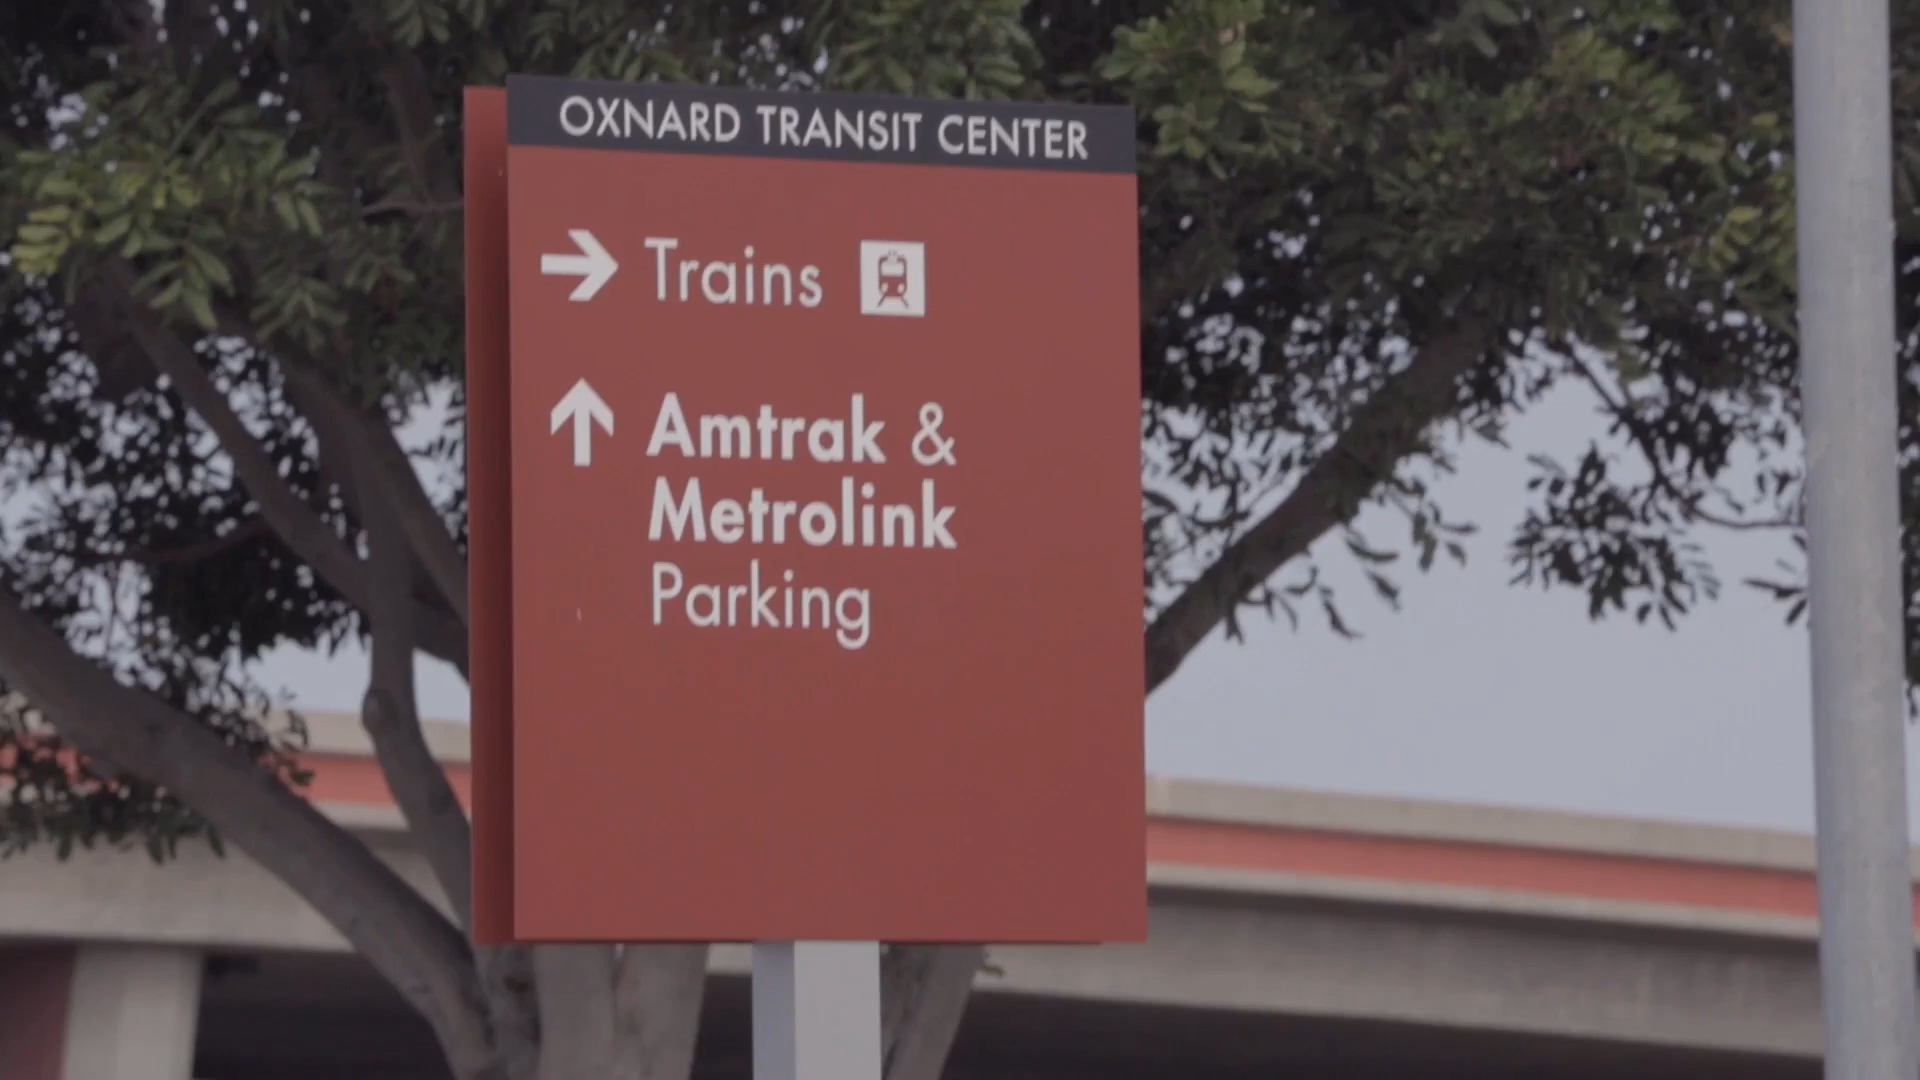 OXNARD TRANSIT CENTER
Trains
Amtrak &
Metrolink
Parking